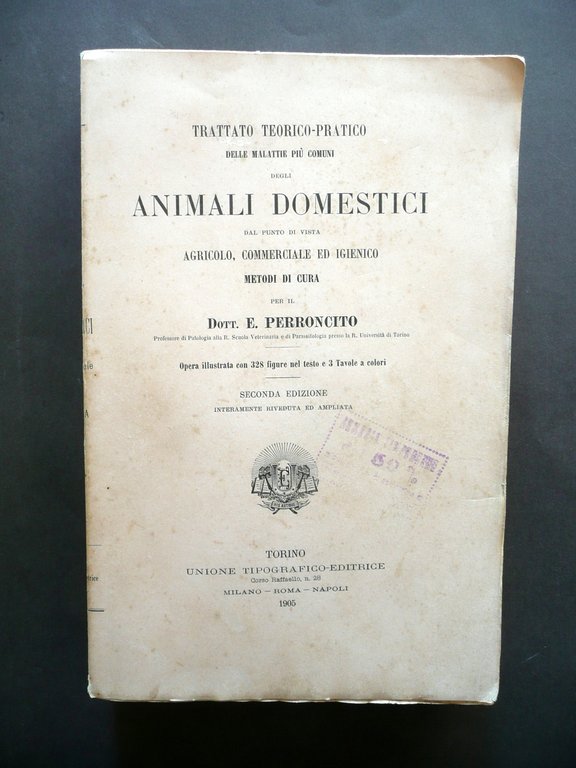 TRATTATO TEORICO-PRATICO
DELLE MALATTIE PIÙ COMUNI
DEGLI
ANIMALI DOMESTICI
DAL PUNTO DI VISTA
AGRICOLO, COMMERCIALE ED IGIENICO
METODI DI CURA
PER IL
DOTT. E. PERRONCITO
Professore di Patologia alla R. Scuola Veterinaria e di Parassitologia presso la R. Università di Torino
Opera illustrata con 328 figure nel testo e 3 Tavole a colori
SECONDA EDIZIONE
INTERAMENTE RIVEDUTA ED AMPLIATA
TORINO
UNIONE TIPOGRAFICO-EDITRICE
Corso Raffaello, n. 28
MILANO — ROMA — NAPOLI
1905